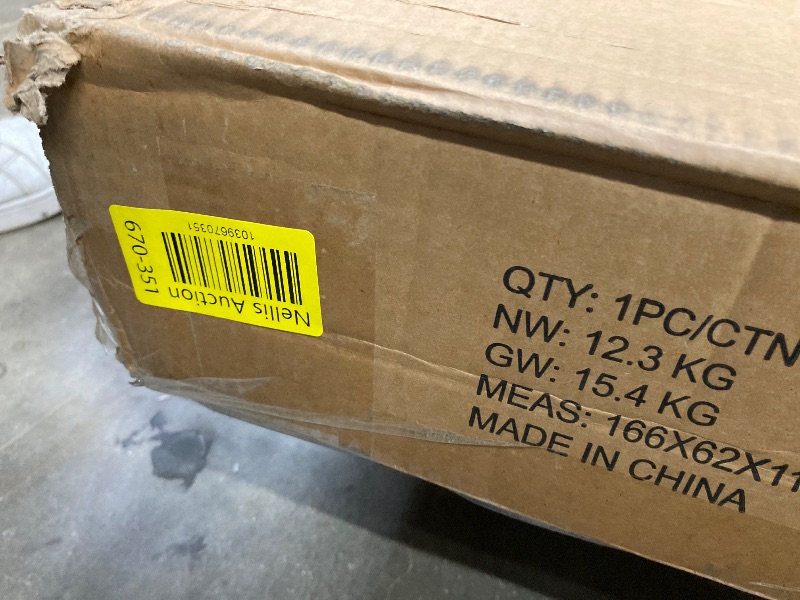 1039670351
Nellis Auction
670-351
QTY: 1PC/CTN
NW: 12.3 KG
GW: 15.4 KG
MEAS: 166X62X11
MADE IN CHINA